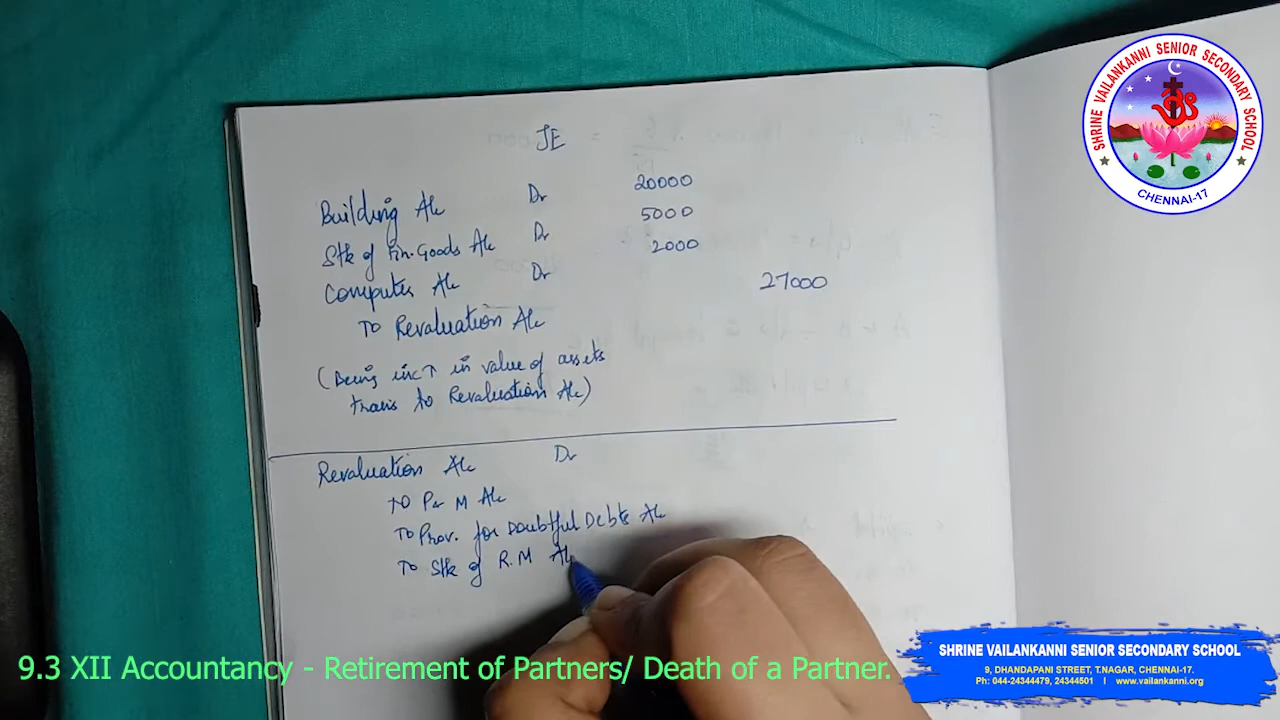 JE
Building A/c Dr 20000
Stk of Fin. Goods A/c Dr 5000
Computer A/c Dr 2000
To Revaluation A/c 27000
(Being inc↑ in value of assets
trans to Revaluation A/c)
Revaluation A/c Dr
To P & M A/c
To Prov. for Doubtful Debts A/c
To Stk of R.M A/c
SHRINE VAILANKANNI SENIOR SECONDARY SCHOOL
CHENNAI-17
9.3 XII Accountancy - Retirement of Partners/ Death of a Partner.
SHRINE VAILANKANNI SENIOR SECONDARY SCHOOL
9, DHANDAPANI STREET, T.NAGAR, CHENNAI-17.
Ph: 044-24344479, 24344501 I www.vailankanni.org